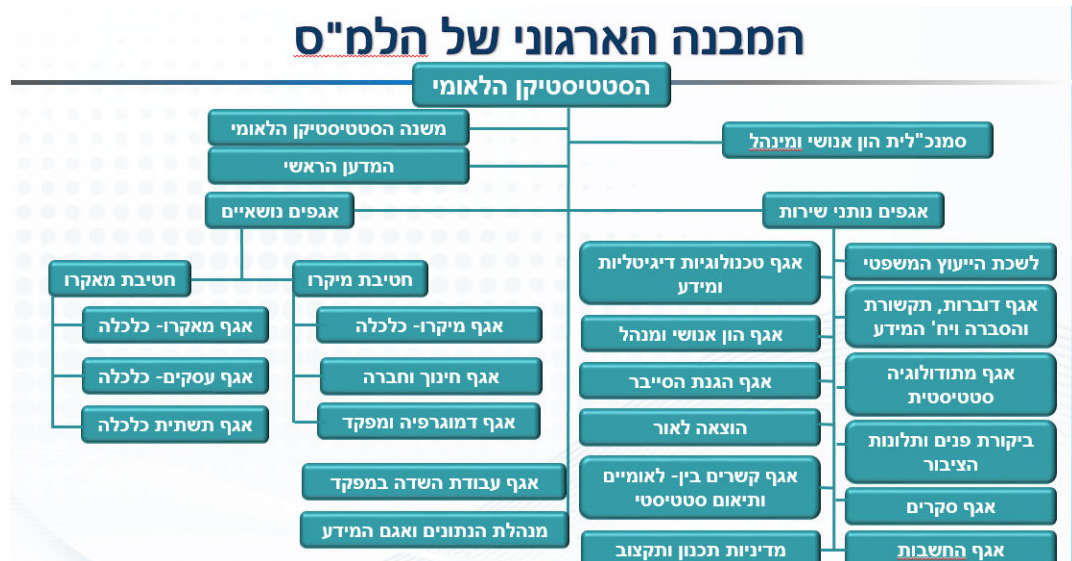 המבנה הארגוני של הלמ"ס
הסטטיסטיקן הלאומי
משנה הסטטיסטיקן הלאומי
סמנכ"לית הון אנושי ומינהל
המדען הראשי
אגפים נותני שירות
אגפים נושאיים
לשכת הייעוץ המשפטי
אגף דוברות, תקשורת
והסברה ויח' המידע
אגף מתודולוגיה
סטטיסטית
ביקורת פנים ותלונות
הציבור
אגף סקרים
אגף החשבות
אגף טכנולוגיות דיגיטליות
ומידע
אגף הון אנושי ומנהל
אגף הגנת הסייבר
הוצאה לאור
אגף קשרים בין- לאומיים
ותיאום סטטיסטי
מדיניות תכנון ותקצוב
חטיבת מיקרו
אגף מיקרו- כלכלה
אגף חינוך וחברה
אגף דמוגרפיה ומפקד
חטיבת מאקרו
אגף מאקרו- כלכלה
אגף עסקים- כלכלה
אגף תשתית כלכלה
אגף עבודת השדה במפקד
מנהלת הנתונים ואגם המידע